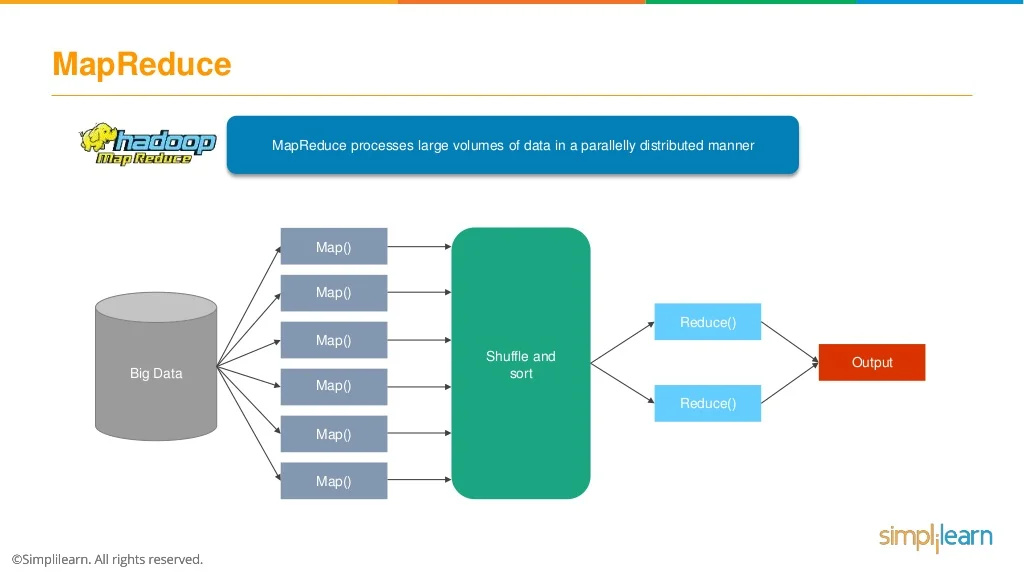 MapReduce
hadoop
Map Reduce
MapReduce processes large volumes of data in a parallelly distributed manner
Big Data
Map()
Map()
Map()
Map()
Map()
Map()
Shuffle and
sort
Reduce()
Reduce()
Output
simplilearn
©Simplilearn. All rights reserved.